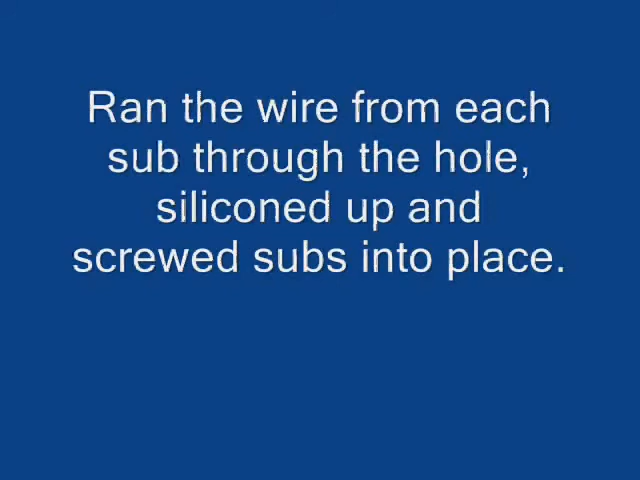 Ran the wire from each
sub through the hole,
siliconed up and
screwed subs into place.